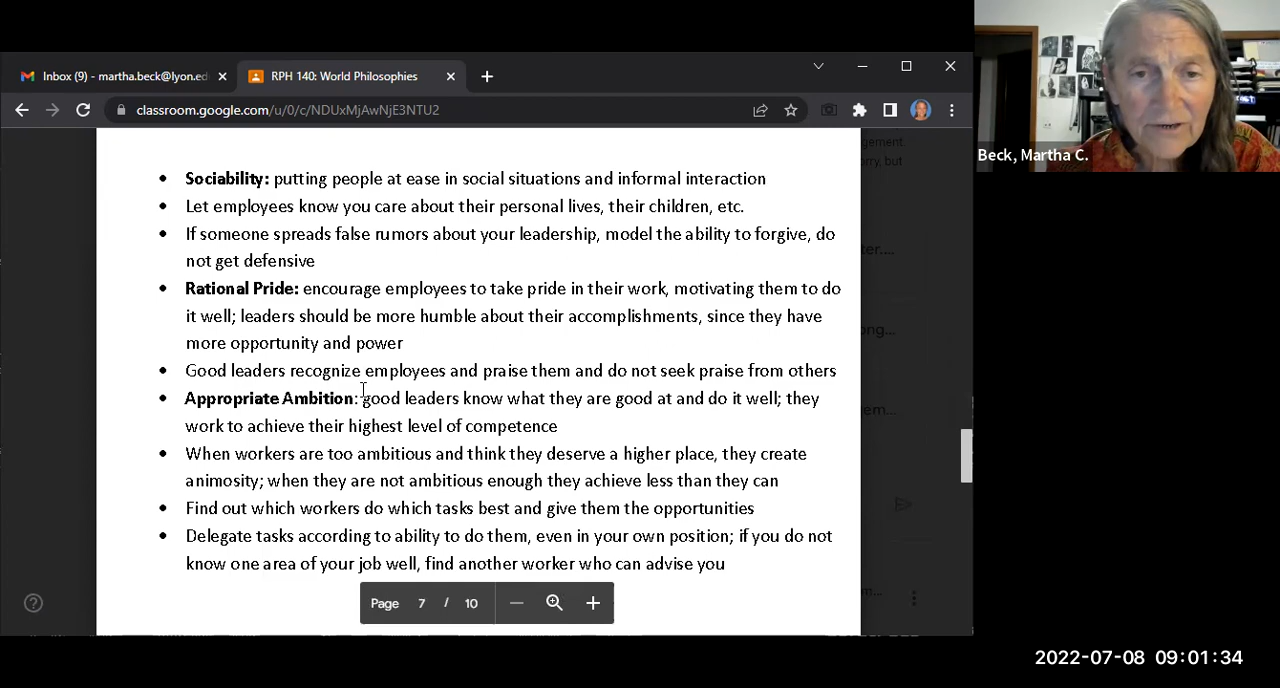 Inbox (9) - martha.beck@lyon.ed
RPH 140: World Philosophies
classroom.google.com/u/0/c/NDUxMjAwNjE3NTU2
Beck, Martha C.
gement.
orry, but
• Sociability: putting people at ease in social situations and informal interaction
• Let employees know you care about their personal lives, their children, etc.
• If someone spreads false rumors about your leadership, model the ability to forgive, do
not get defensive
ter....
• Rational Pride: encourage employees to take pride in their work, motivating them to do
it well; leaders should be more humble about their accomplishments, since they have
more opportunity and power
ong...
• Good leaders recognize employees and praise them and do not seek praise from others
• Appropriate Ambition: good leaders know what they are good at and do it well; they
work to achieve their highest level of competence
em...
• When workers are too ambitious and think they deserve a higher place, they create
animosity; when they are not ambitious enough they achieve less than they can
• Find out which workers do which tasks best and give them the opportunities
• Delegate tasks according to ability to do them, even in your own position; if you do not
know one area of your job well, find another worker who can advise you
Page 7 / 10
2022-07-08 09:01:34